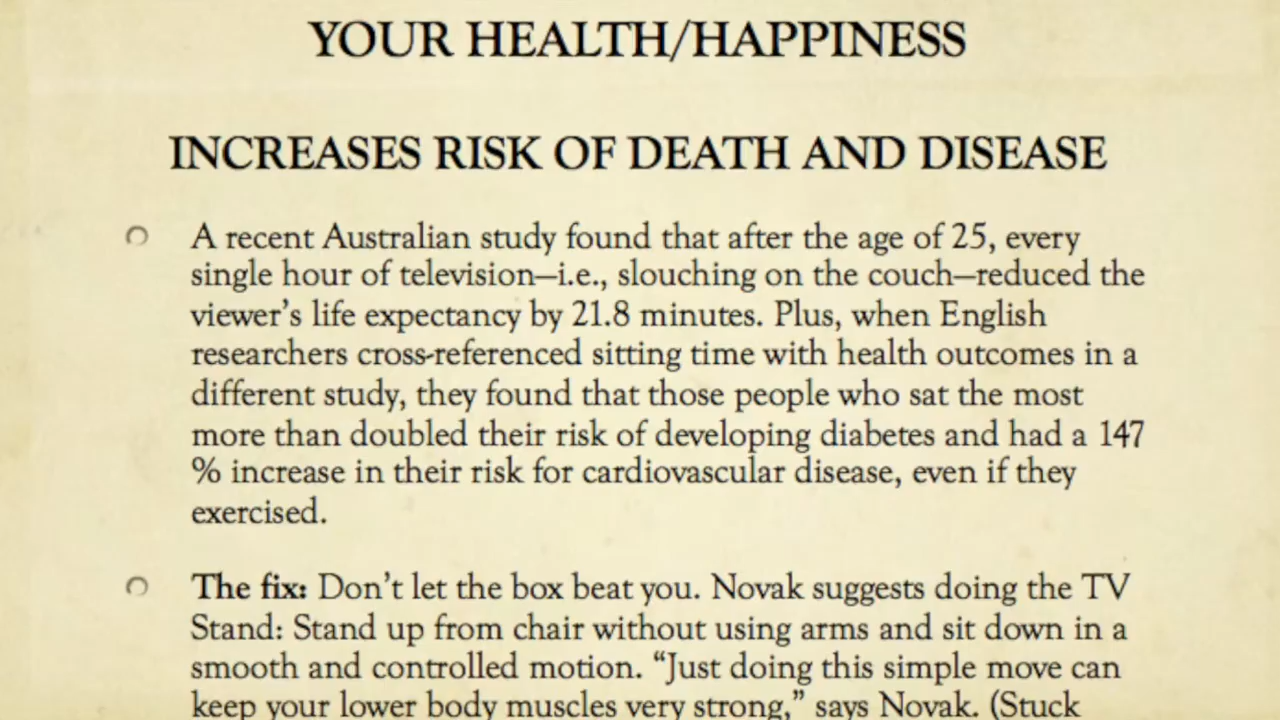 YOUR HEALTH/HAPPINESS
INCREASES RISK OF DEATH AND DISEASE
A recent Australian study found that after the age of 25, every
single hour of television—i.e., slouching on the couch—reduced the
viewer’s life expectancy by 21.8 minutes. Plus, when English
researchers cross-referenced sitting time with health outcomes in a
different study, they found that those people who sat the most
more than doubled their risk of developing diabetes and had a 147
% increase in their risk for cardiovascular disease, even if they
exercised.
The fix: Don’t let the box beat you. Novak suggests doing the TV
Stand: Stand up from chair without using arms and sit down in a
smooth and controlled motion. “Just doing this simple move can
keep your lower body muscles very strong,” says Novak. (Stuck